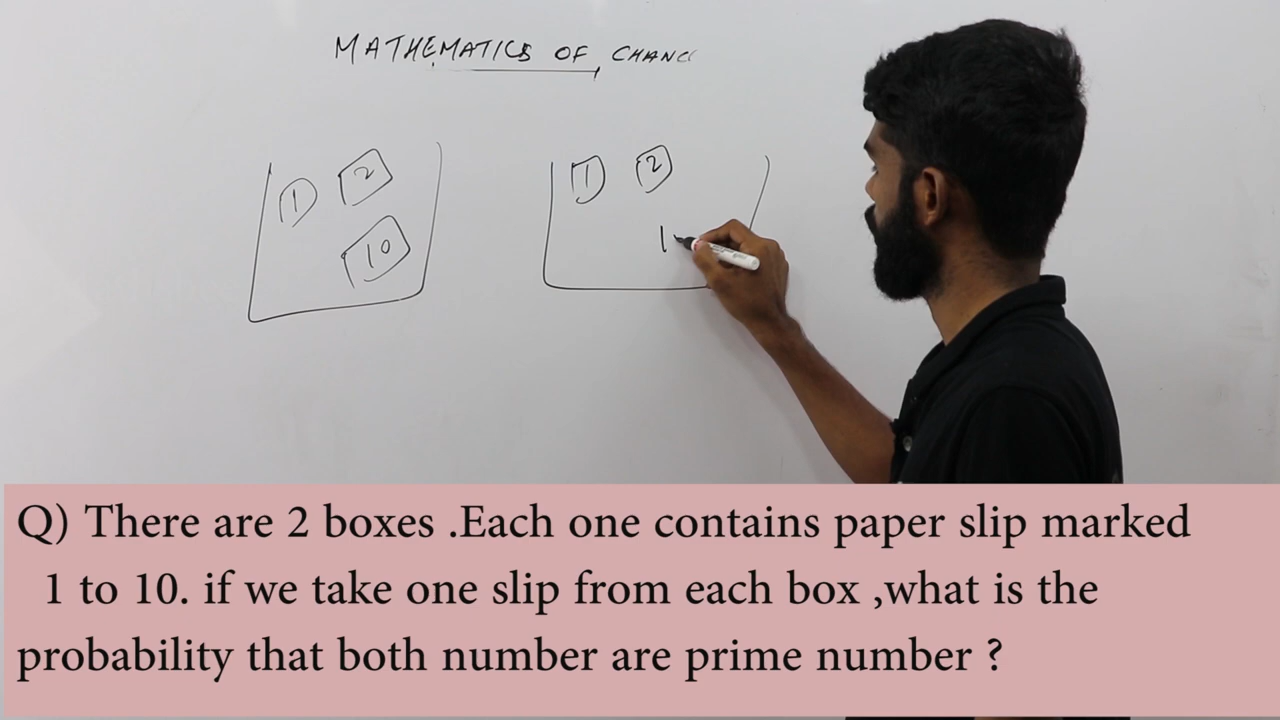 MATHEMATICS OF CHANC
1 2 1 2
10 1
Q) There are 2 boxes .Each one contains paper slip marked
1 to 10. if we take one slip from each box ,what is the
probability that both number are prime number ?